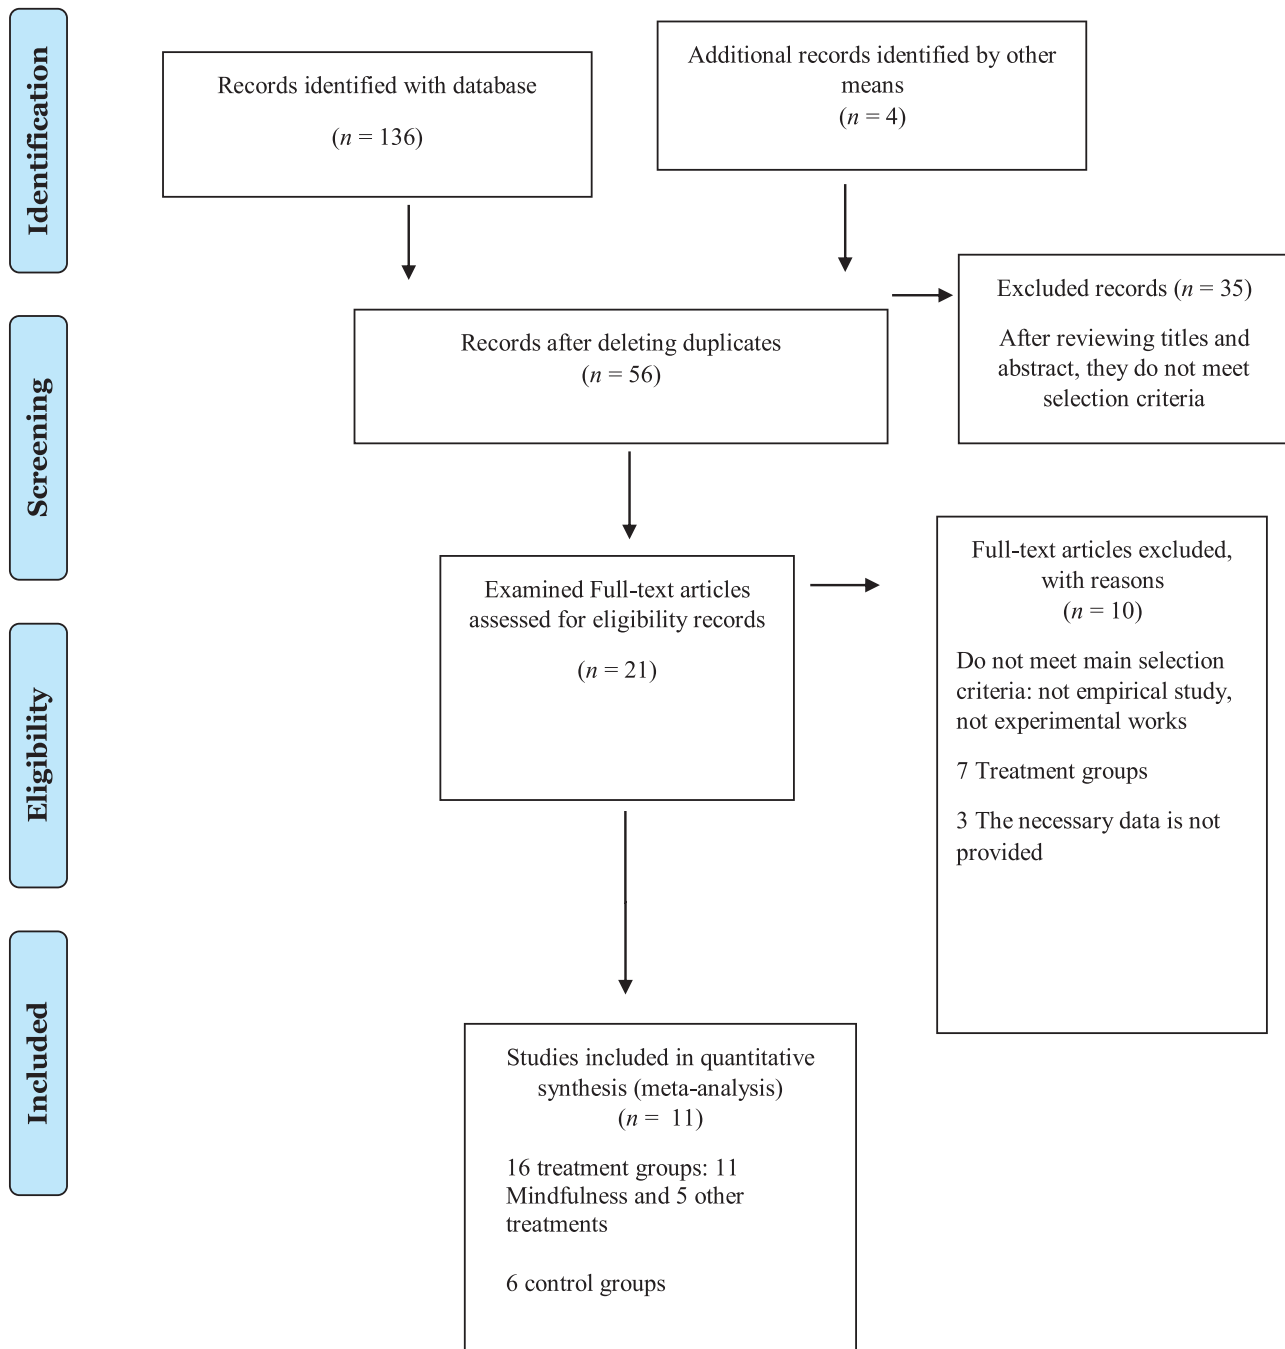 Identification
Records identified with database
(n = 136)
Additional records identified by other
means
(n = 4)
Screening
Records after deleting duplicates
(n = 56)
Excluded records (n = 35)
After reviewing titles and
abstract, they do not meet
selection criteria
Eligibility
Examined Full-text articles
assessed for eligibility records
(n = 21)
Full-text articles excluded,
with reasons
(n = 10)
Do not meet main selection
criteria: not empirical study,
not experimental works
7 Treatment groups
3 The necessary data is not
provided
Included
Studies included in quantitative
synthesis (meta-analysis)
(n = 11)
16 treatment groups: 11
Mindfulness and 5 other
treatments
6 control groups